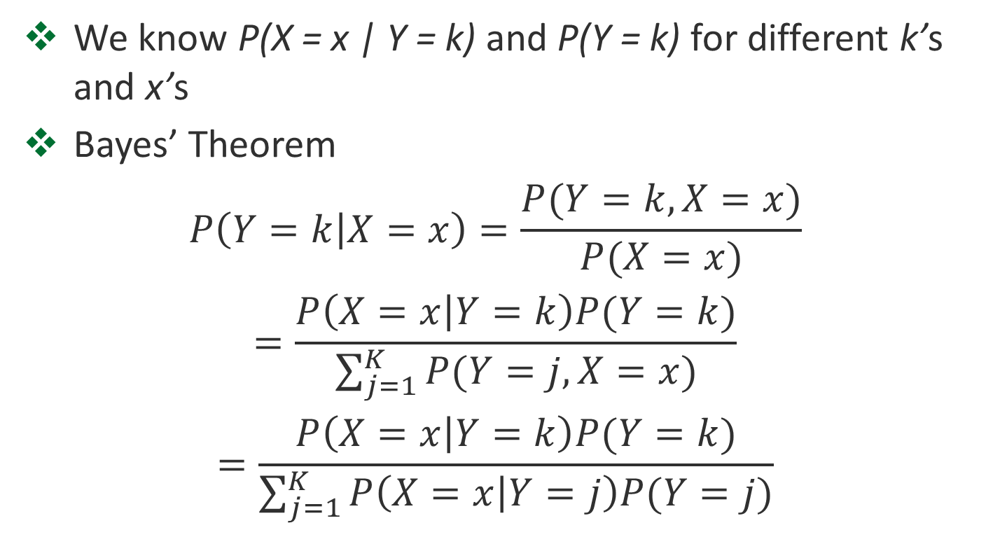 ❖ We know P(X = x | Y = k) and P(Y = k) for different k’s
and x’s
❖ Bayes’ Theorem
P(Y = k|X = x) = \frac{P(Y = k, X = x)}{P(X = x)}
= \frac{P(X = x|Y = k)P(Y = k)}{\sum_{j=1}^{K} P(Y = j, X = x)}
= \frac{P(X = x|Y = k)P(Y = k)}{\sum_{j=1}^{K} P(X = x|Y = j)P(Y = j)}